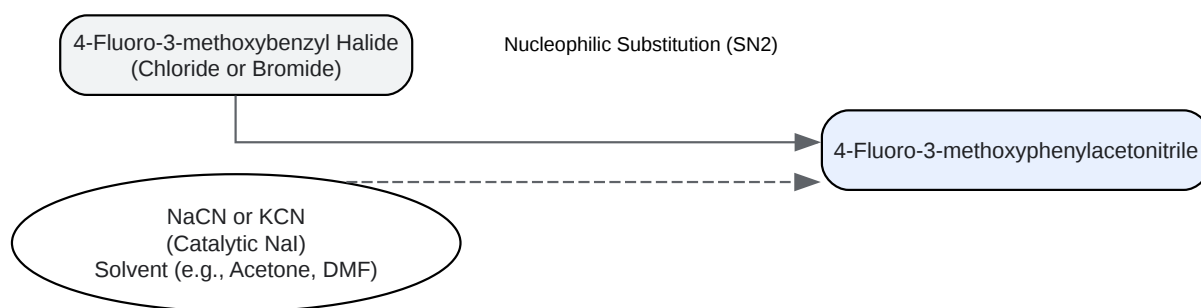 4-Fluoro-3-methoxybenzyl Halide
(Chloride or Bromide)
Nucleophilic Substitution (SN2)
4-Fluoro-3-methoxyphenylacetonitrile
NaCN or KCN
(Catalytic NaI)
Solvent (e.g., Acetone, DMF)